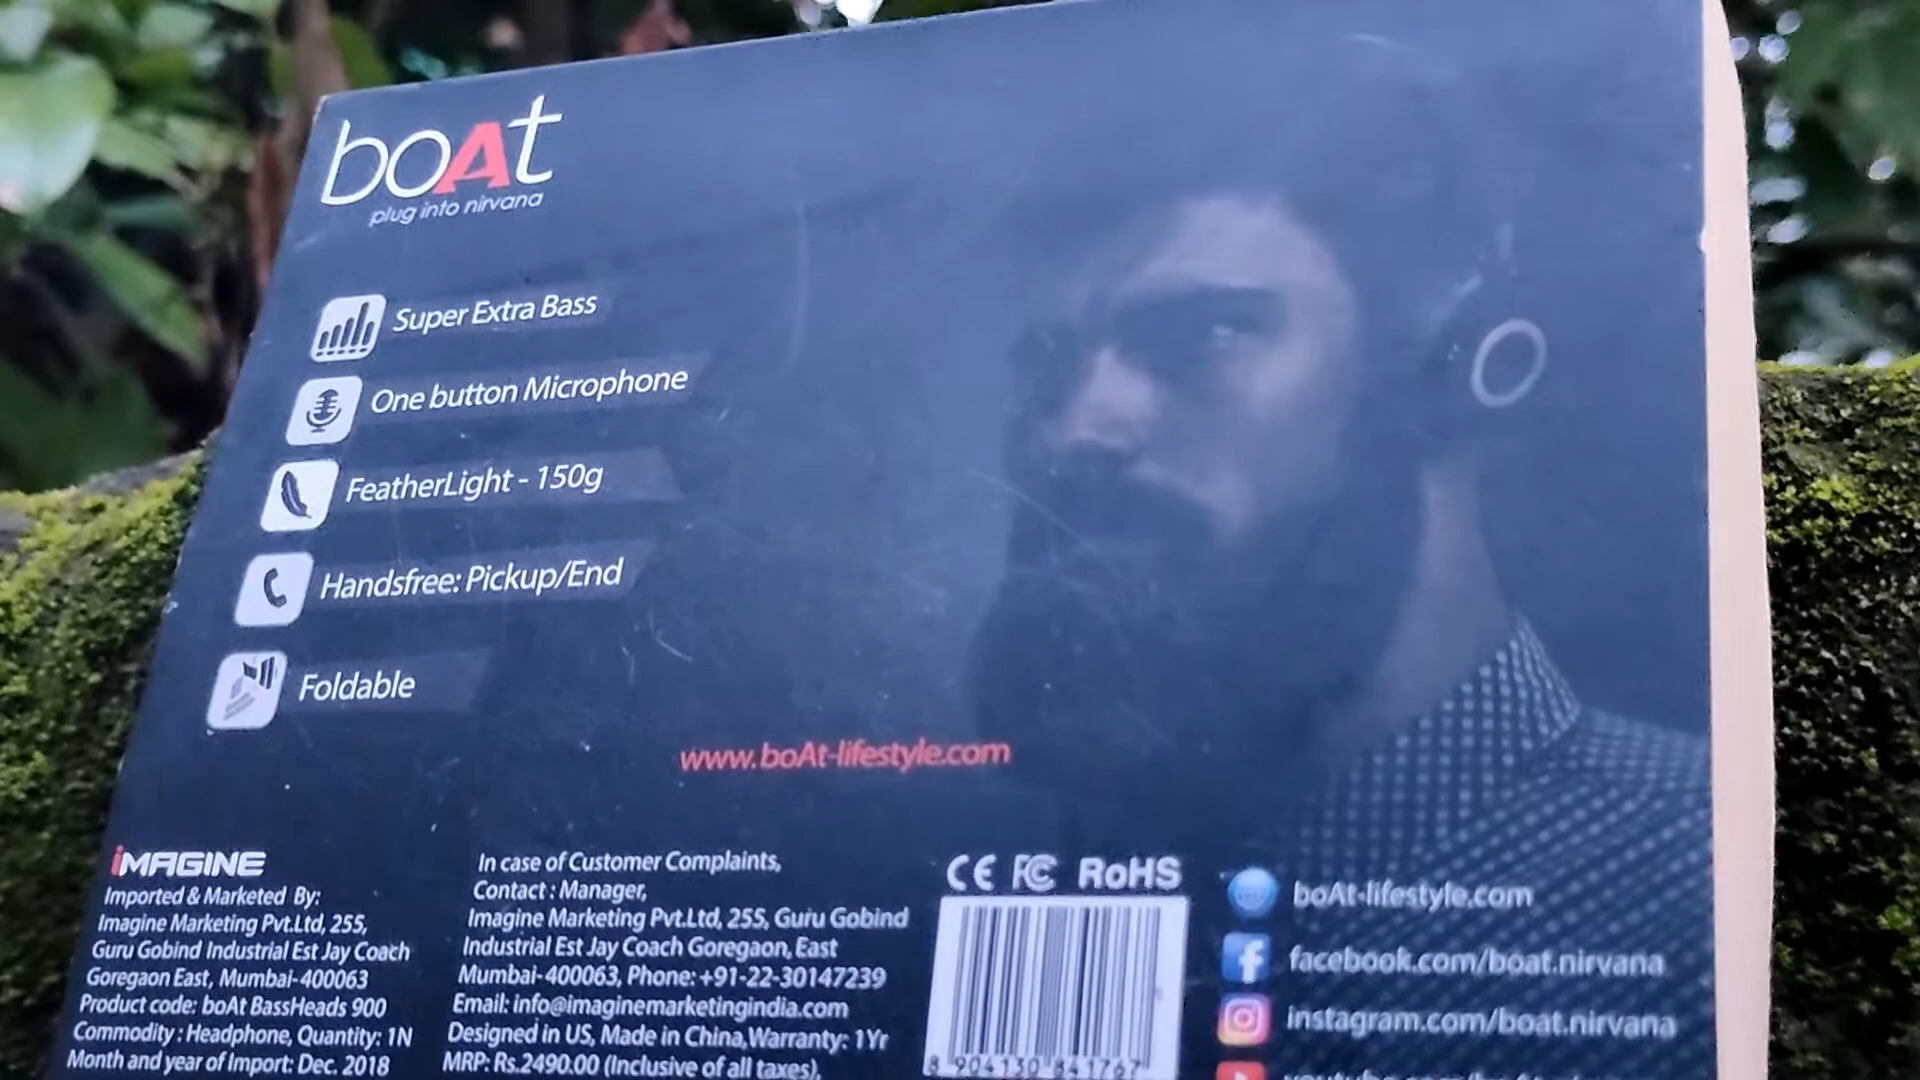 boAt
plug into nirvana
Super Extra Bass
One button Microphone
FeatherLight - 150g
Handsfree: Pickup/End
Foldable
www.boAt-lifestyle.com
iMAGINE
Imported & Marketed By:
Imagine Marketing Pvt.Ltd, 255,
Guru Gobind Industrial Est Jay Coach
Goregaon East, Mumbai-400063
Product code: boAt BassHeads 900
Commodity : Headphone, Quantity: 1N
Month and year of Import: Dec. 2018
In case of Customer Complaints,
Contact : Manager,
Imagine Marketing Pvt.Ltd, 255, Guru Gobind
Industrial Est Jay Coach Goregaon, East
Mumbai-400063, Phone: +91-22-30147239
Email: info@imaginemarketingindia.com
Designed in US, Made in China,Warranty: 1Yr
MRP: Rs.2490.00 (Inclusive of all taxes),
CE FC RoHS
8 904130 841767
boAt-lifestyle.com
facebook.com/boat.nirvana
instagram.com/boat.nirvana